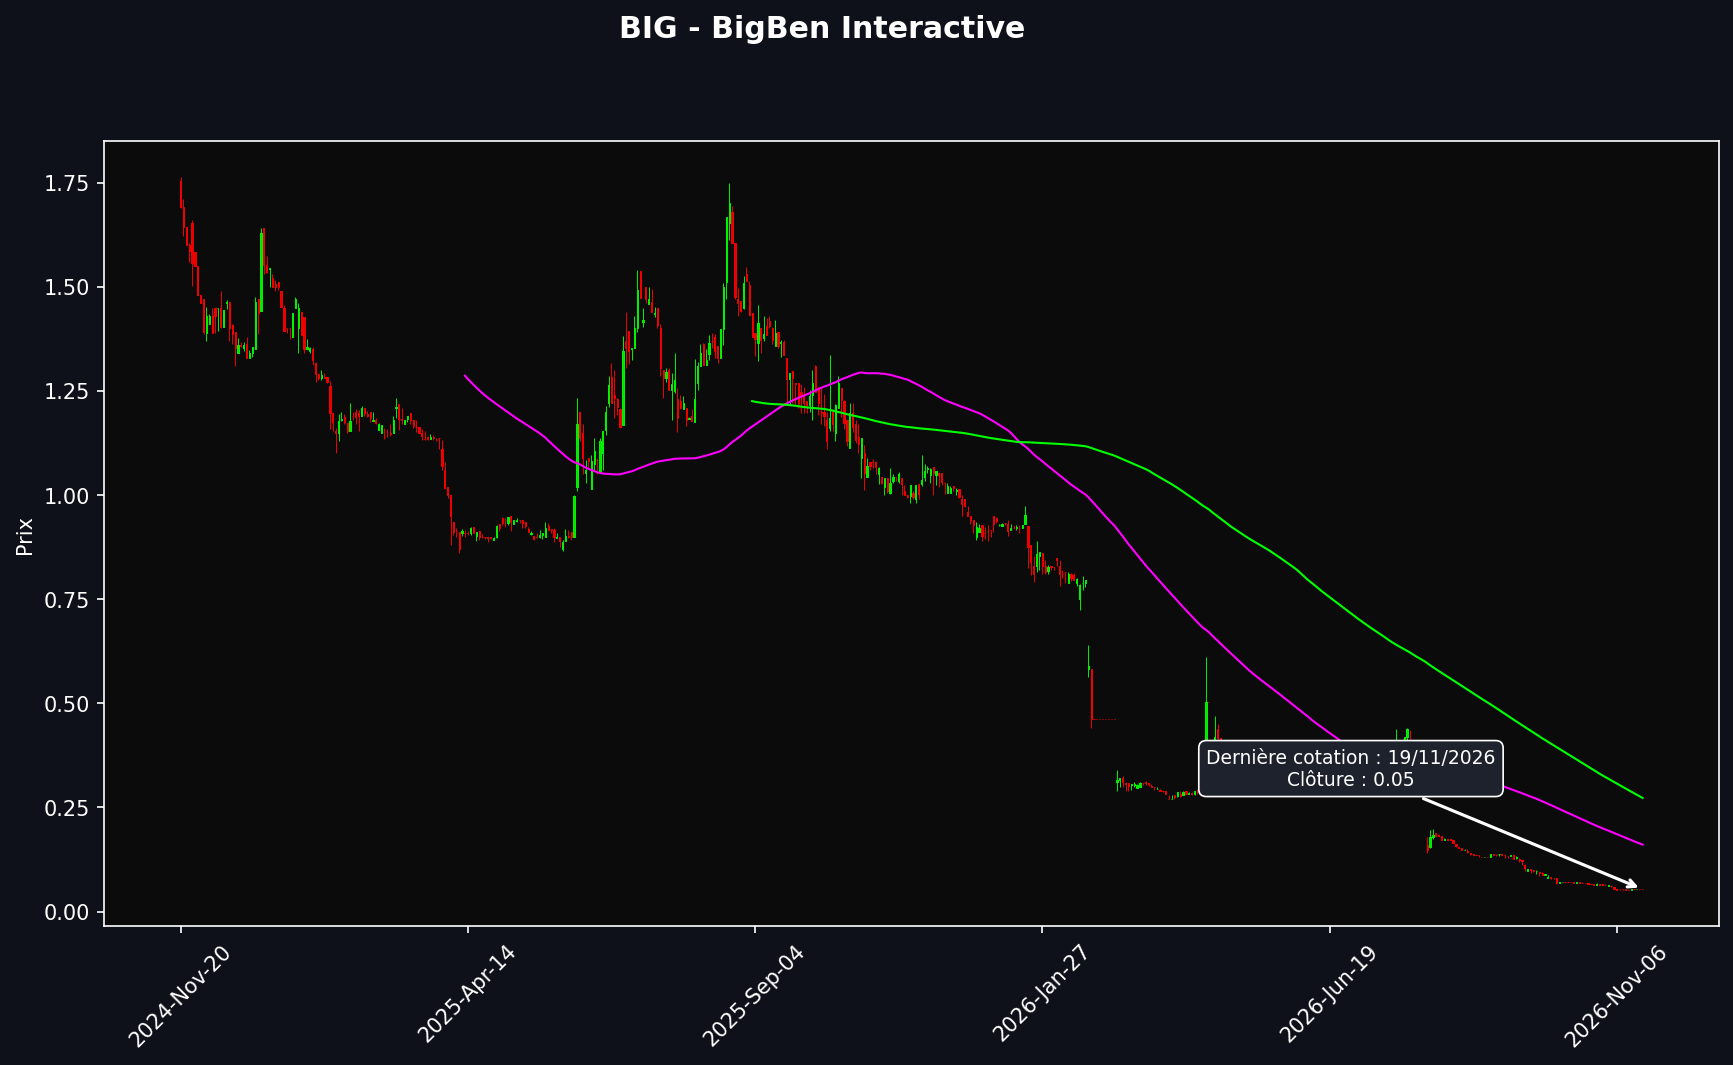 BIG - BigBen Interactive
Prix
1.75
1.50
1.25
1.00
0.75
0.50
0.25
0.00
Dernière cotation : 19/11/2026
Clôture : 0.05
2024-Nov-20
2025-Apr-14
2025-Sep-04
2026-Jan-27
2026-Jun-19
2026-Nov-06